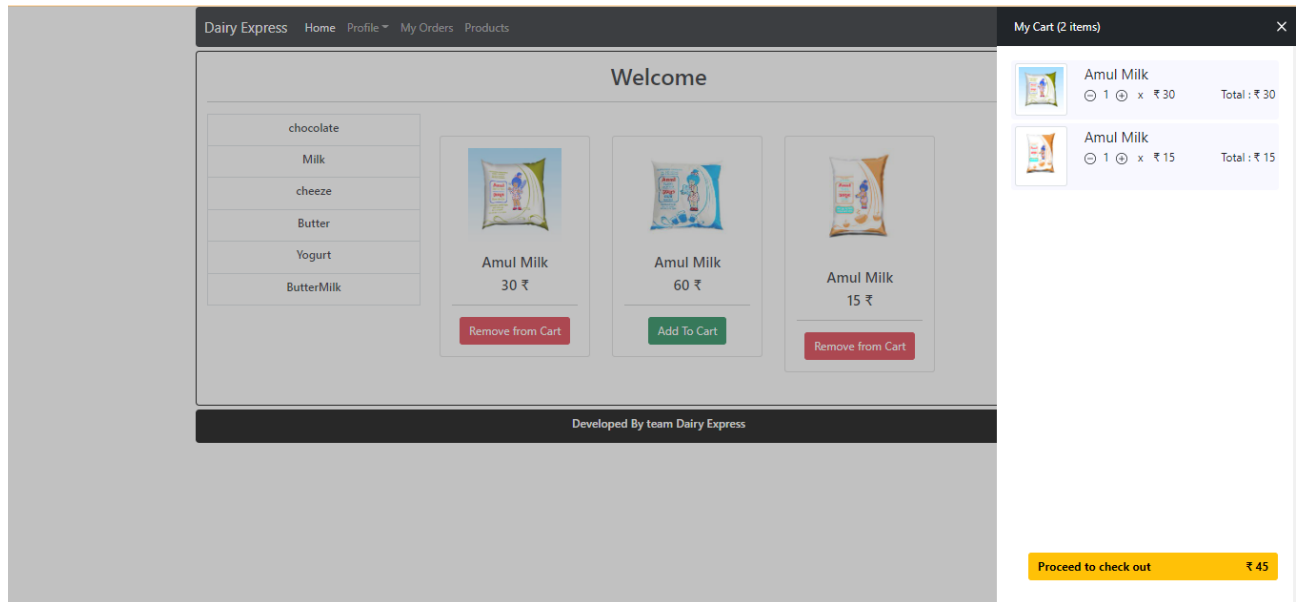 Dairy Express Home Profile My Orders Products
My Cart (2 items)
Welcome
chocolate
Milk
cheeze
Butter
Yogurt
ButterMilk
Amul Milk
30 ₹
Remove from Cart
Amul Milk
60 ₹
Add To Cart
Amul Milk
15 ₹
Remove from Cart
Developed By team Dairy Express
Amul Milk
1 x ₹ 30 Total : ₹ 30
Amul Milk
1 x ₹ 15 Total : ₹ 15
Proceed to check out ₹ 45